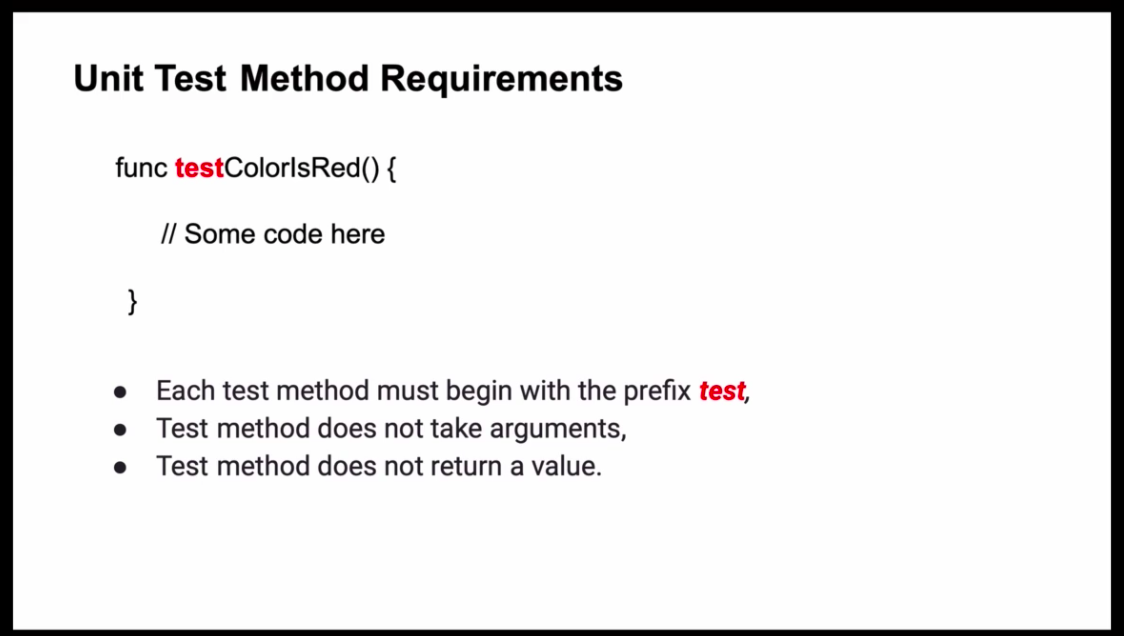 Unit Test Method Requirements
func testColorIsRed() {
// Some code here
}
● Each test method must begin with the prefix test,
● Test method does not take arguments,
● Test method does not return a value.